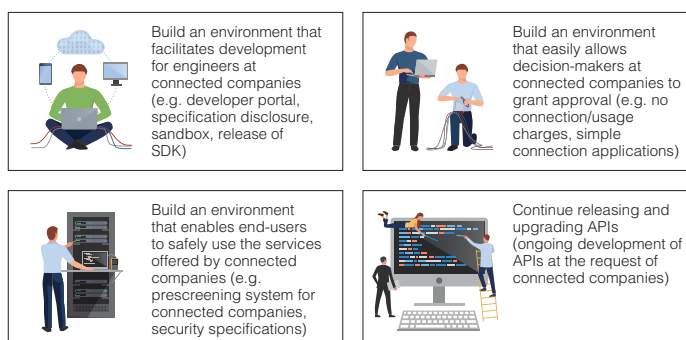 Build an environment that
facilitates development
for engineers at
connected companies
(e.g. developer portal,
specification disclosure,
sandbox, release of
SDK)
Build an environment
that easily allows
decision-makers at
connected companies to
grant approval (e.g. no
connection/usage
charges, simple
connection applications)
Build an environment
that enables end-users
to safely use the services
offered by connected
companies (e.g.
prescreening system for
connected companies,
security specifications)
Continue releasing and
upgrading APIs
(ongoing development of
APIs at the request of
connected companies)